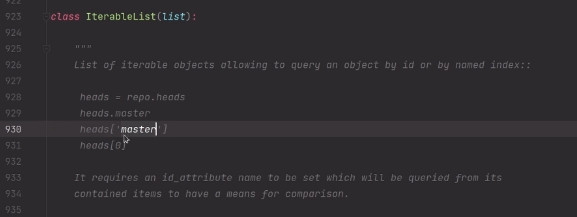 922
923 class IterableList(list):
924
925 """
926 List of iterable objects allowing to query an object by id or by named index::
927
928 heads = repo.heads
929 heads.master
930 heads['master']
931 heads[0]
932
933 It requires an id_attribute name to be set which will be queried from its
934 contained items to have a means for comparison.
935